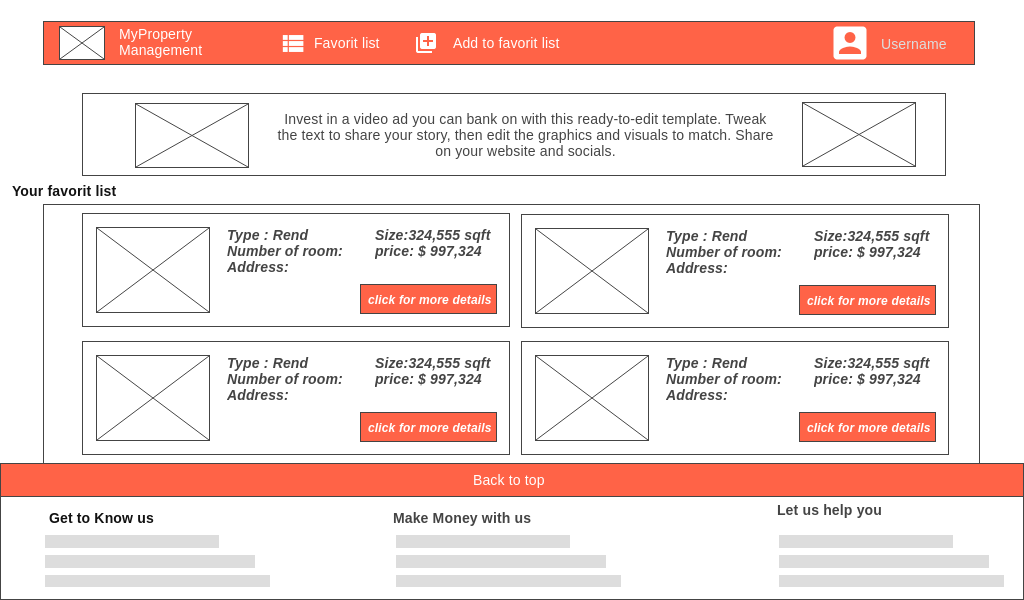 MyProperty
Management
Favorit list
Add to favorit list
Username
Invest in a video ad you can bank on with this ready-to-edit template. Tweak
the text to share your story, then edit the graphics and visuals to match. Share
on your website and socials.
Your favorit list
Type : Rend
Number of room:
Address:
Size:324,555 sqft
price: $ 997,324
click for more details
Type : Rend
Number of room:
Address:
Size:324,555 sqft
price: $ 997,324
click for more details
Type : Rend
Number of room:
Address:
Size:324,555 sqft
price: $ 997,324
click for more details
Type : Rend
Number of room:
Address:
Size:324,555 sqft
price: $ 997,324
click for more details
Back to top
Get to Know us
Make Money with us
Let us help you